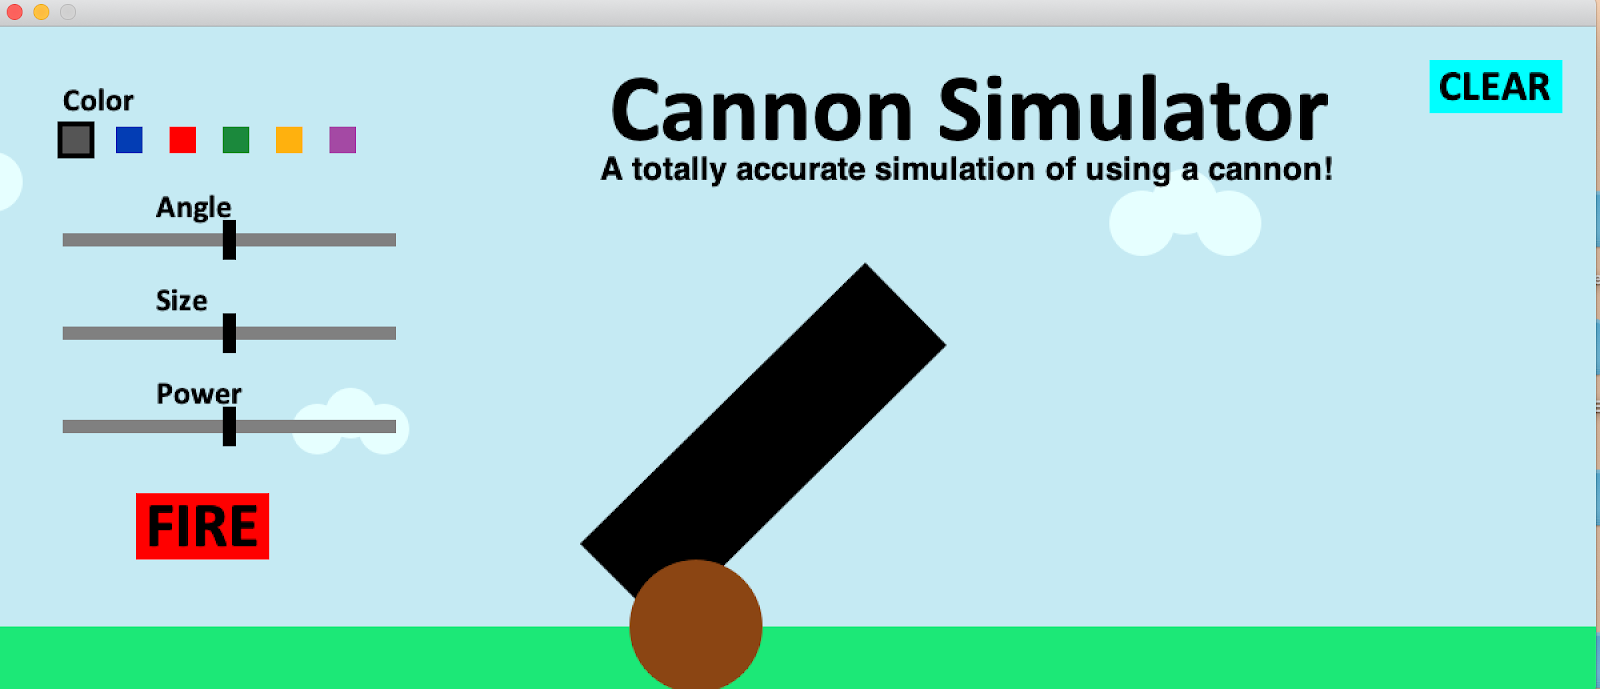 Cannon Simulator
A totally accurate simulation of using a cannon!
CLEAR
Color
Angle
Size
Power
FIRE